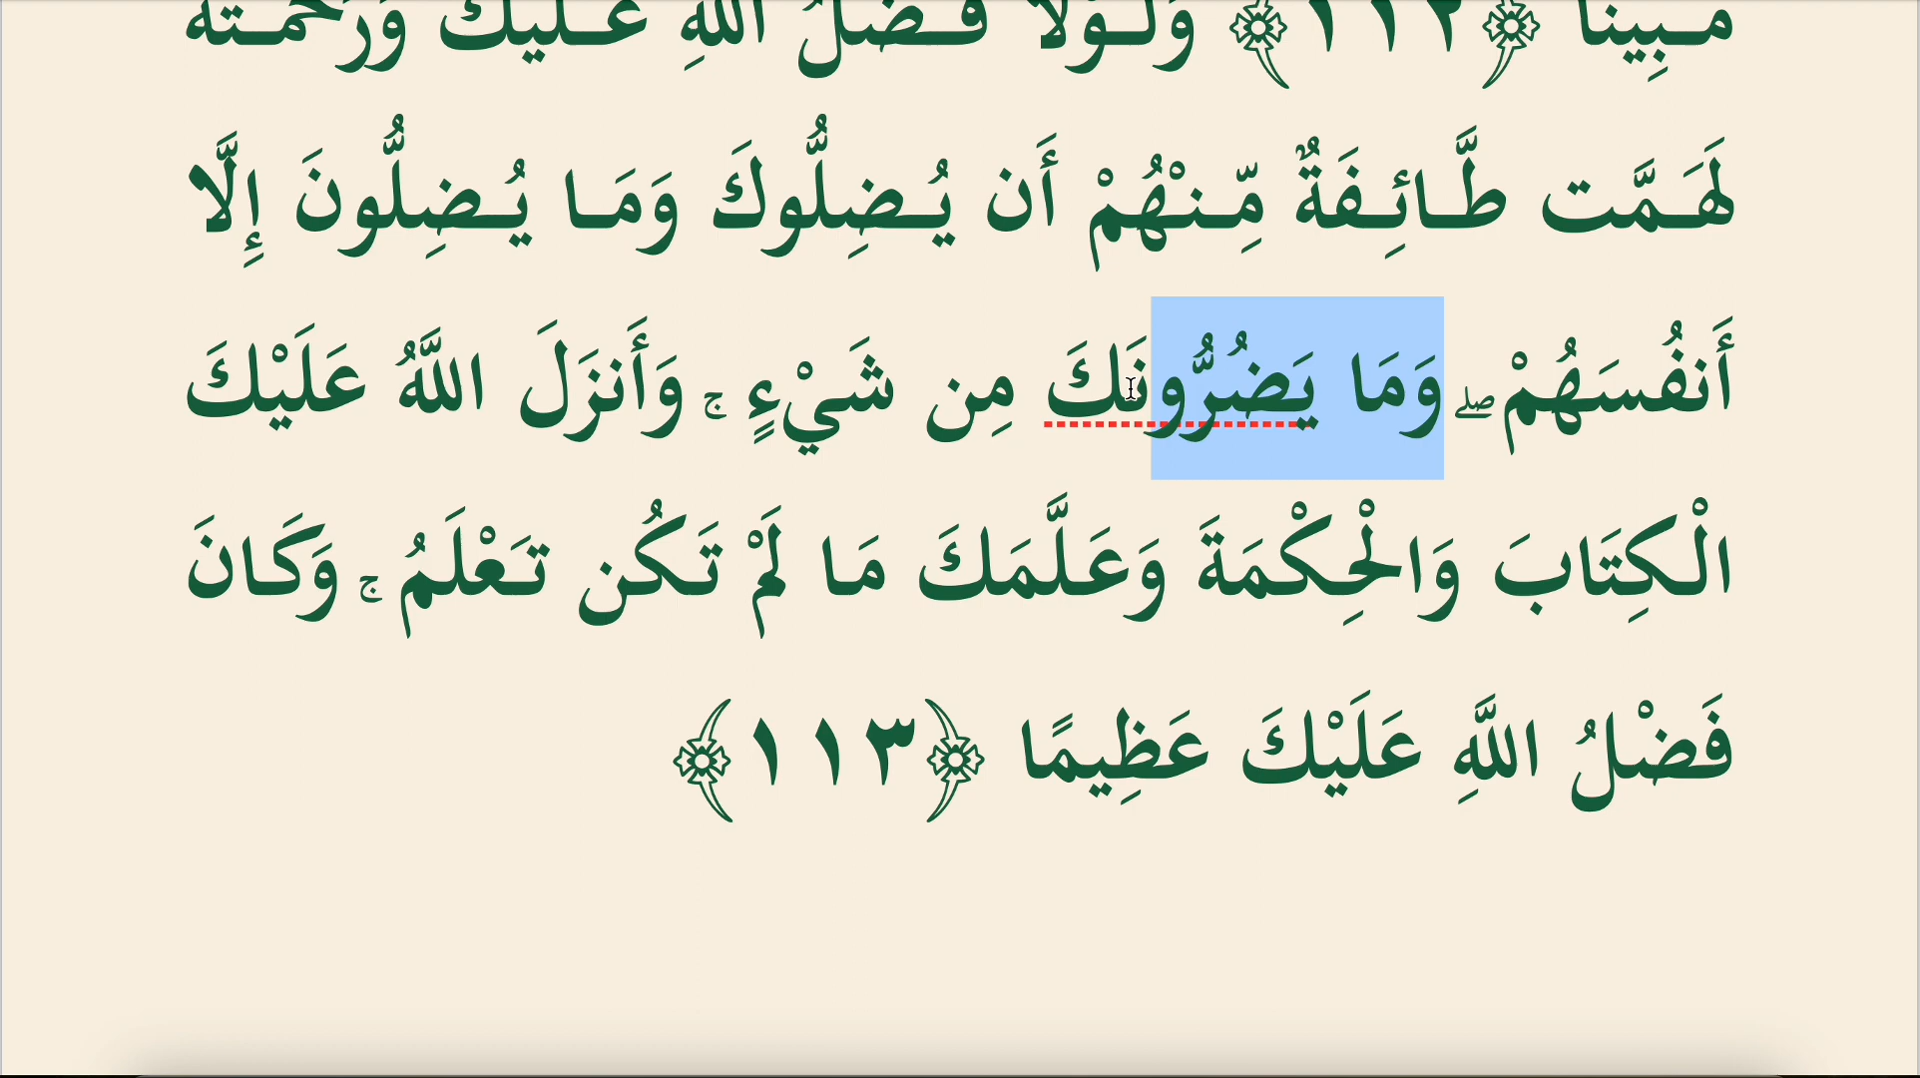 مُّبِينًا ﴿١١٢﴾ وَلَوْلَا فَضْلُ اللَّهِ عَلَيْكَ وَرَحْمَتُهُ
لَهَمَّت طَّائِفَةٌ مِّنْهُمْ أَن يُضِلُّوكَ وَمَا يُضِلُّونَ إِلَّا
أَنفُسَهُمْ ۖ وَمَا يَضُرُّونَكَ مِن شَيْءٍ ۚ وَأَنزَلَ اللَّهُ عَلَيْكَ
الْكِتَابَ وَالْحِكْمَةَ وَعَلَّمَكَ مَا لَمْ تَكُن تَعْلَمُ ۚ وَكَانَ
فَضْلُ اللَّهِ عَلَيْكَ عَظِيمًا ﴿١١٣﴾